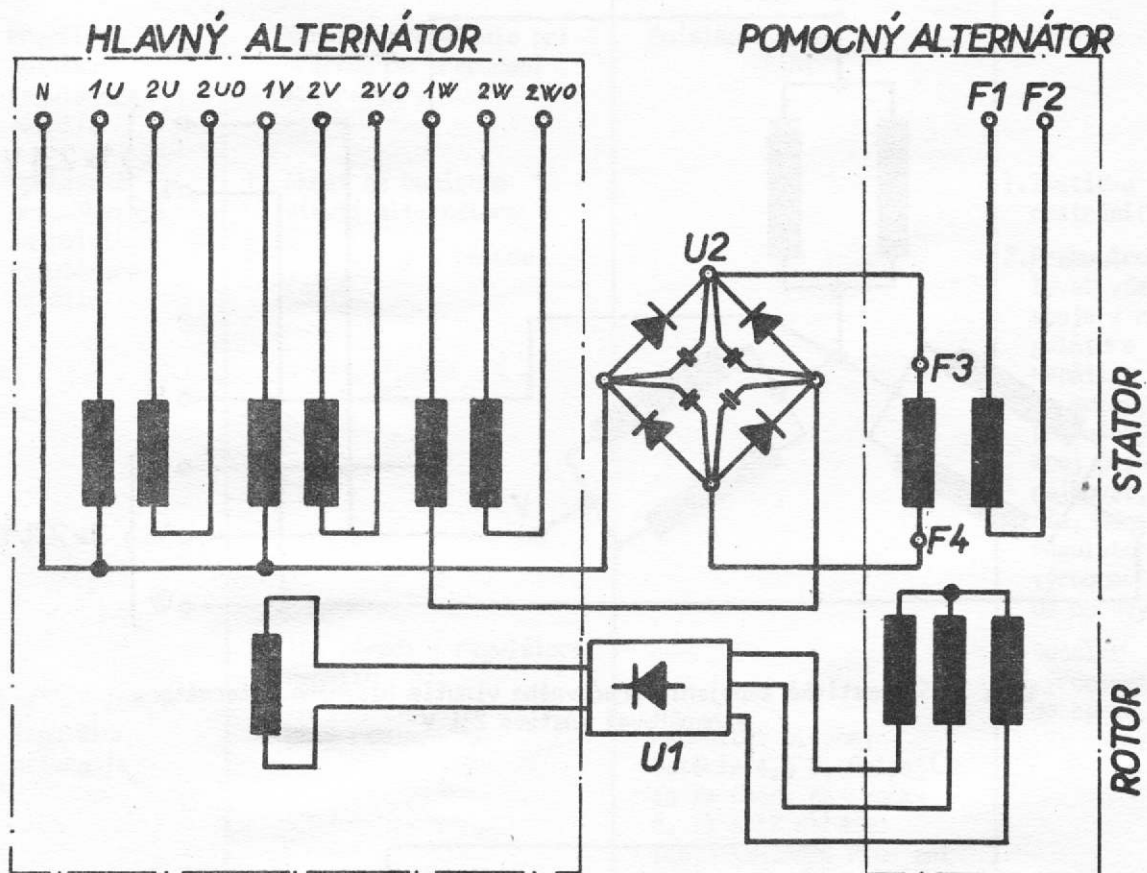 HLAVNÝ ALTERNÁTOR
POMOCNÝ ALTERNÁTOR
N 1U 2U 2U0 1V 2V 2V0 1W 2W 2W0
F1 F2
U2
F3
F4
STATOR
U1
ROTOR